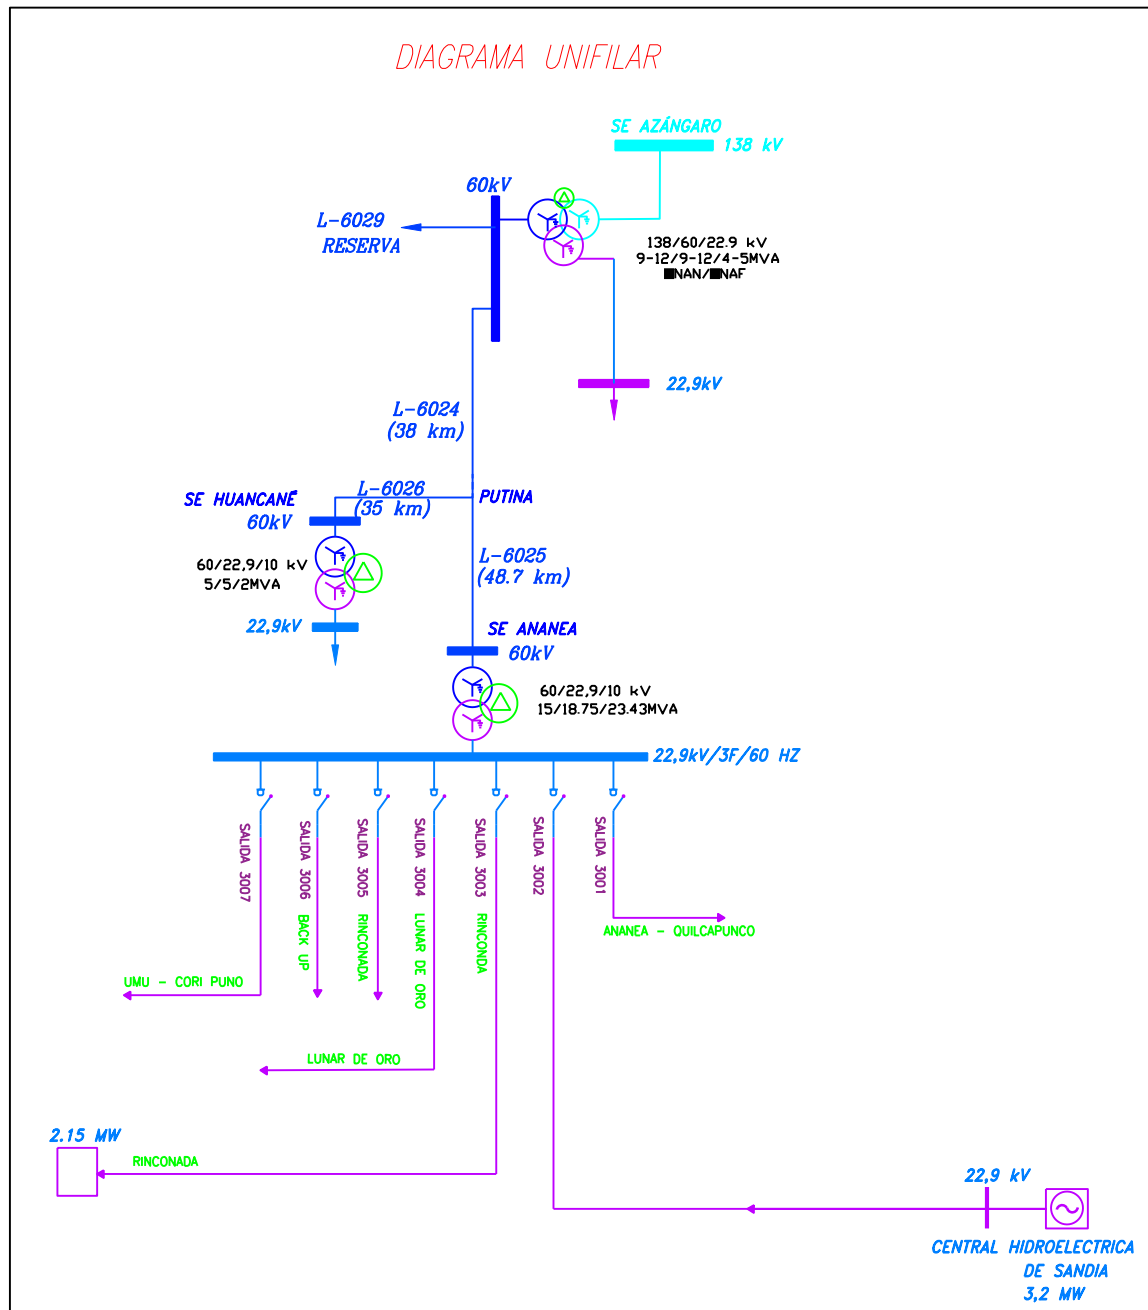 DIAGRAMA UNIFILAR
SE AZÁNGARO
138 kV
60kV
L-6029
RESERVA
138/60/22.9 kV
9-12/9-12/4-5MVA
■NAN/■NAF
22,9kV
L-6024
(38 km)
SE HUANCANÉ
60kV
L-6026
(35 km)
PUTINA
60/22,9/10 kV
5/5/2MVA
L-6025
(48.7 km)
22,9kV
SE ANANEA
60kV
60/22,9/10 kV
15/18.75/23.43MVA
22,9kV/3F/60 HZ
SALIDA 3007
SALIDA 3006
SALIDA 3005
SALIDA 3004
SALIDA 3003
SALIDA 3002
SALIDA 3001
BACK UP
RINCONADA
LUNAR DE ORO
RINCONDA
ANANEA - QUILCAPUNCO
UMU - CORI PUNO
LUNAR DE ORO
2.15 MW
RINCONADA
22,9 kV
CENTRAL HIDROELECTRICA
DE SANDIA
3,2 MW